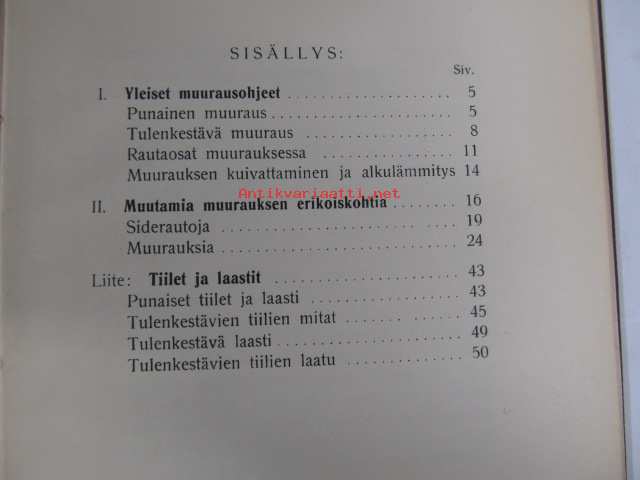 SISÄLLYS:
Siv.
I. Yleiset muurausohjeet . . . . . . . . . . . . . . . . . . . . 5
Punainen muuraus . . . . . . . . . . . . . . . . . . . . 5
Tulenkestävä muuraus . . . . . . . . . . . . . . . . . 8
Rautaosat muurauksessa . . . . . . . . . . . . . . . 11
Muurauksen kuivattaminen ja alkulämmitys 14
Antikvariaatti.net
II. Muutamia muurauksen erikoiskohtia . . . . . . . . 16
Siderautoja . . . . . . . . . . . . . . . . . . . . . . . . . . 19
Muurauksia . . . . . . . . . . . . . . . . . . . . . . . . . . 24
Liite: Tiilet ja laastit . . . . . . . . . . . . . . . . . . . . . . 43
Punaiset tiilet ja laasti . . . . . . . . . . . . . . . . . . 43
Tulenkestävien tiilien mitat . . . . . . . . . . . . . . 45
Tulenkestävä laasti . . . . . . . . . . . . . . . . . . . . 49
Tulenkestävien tiilien laatu . . . . . . . . . . . . . . 50